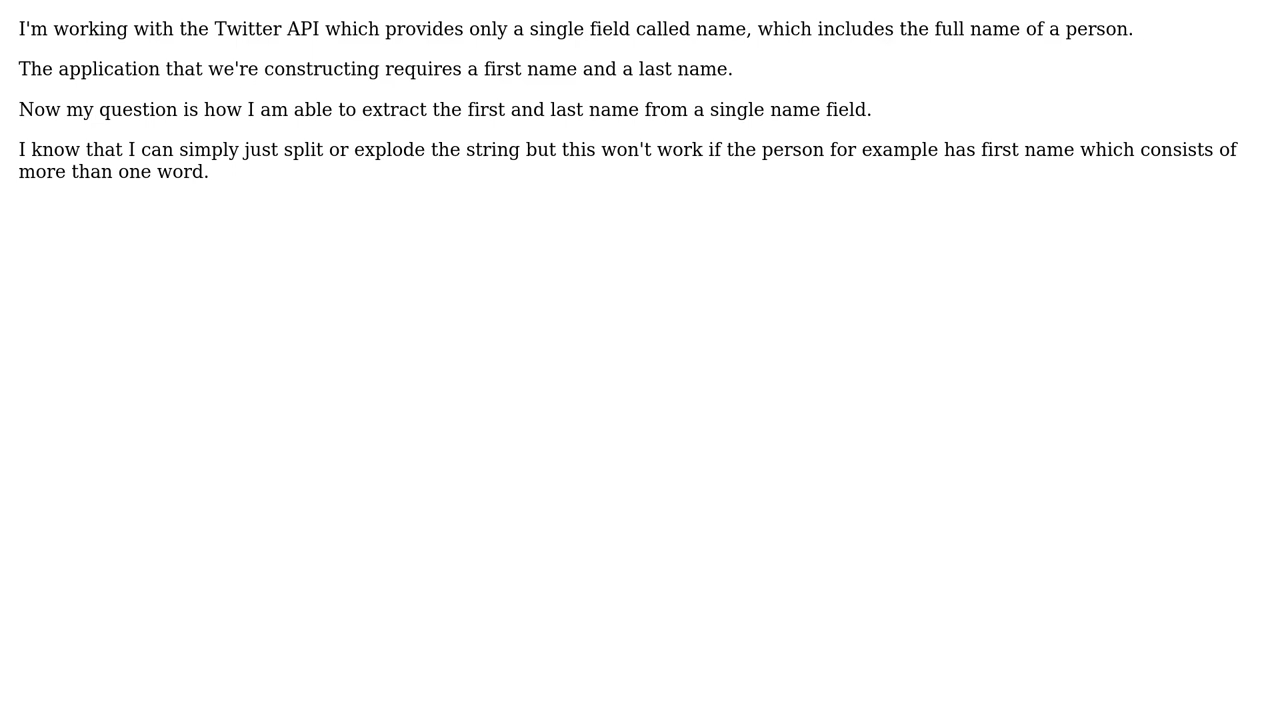 I'm working with the Twitter API which provides only a single field called name, which includes the full name of a person.
The application that we're constructing requires a first name and a last name.
Now my question is how I am able to extract the first and last name from a single name field.
I know that I can simply just split or explode the string but this won't work if the person for example has first name which consists of
more than one word.